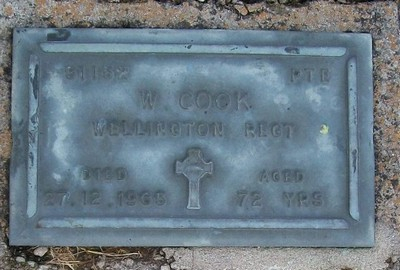 PTE
W. COOK
WELLINGTON REGT
DIED AGED
27.12.1969 72 YRS